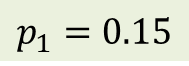 p₁ = 0.15